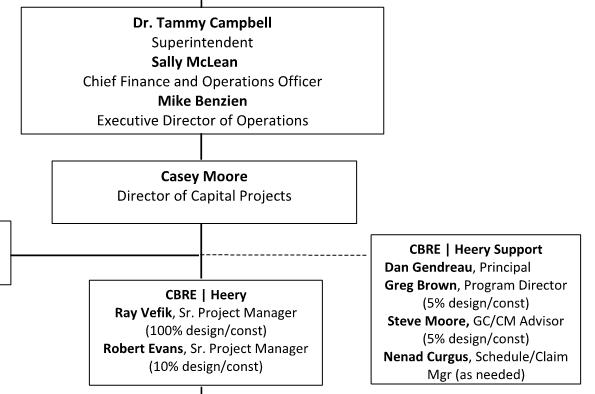 Dr. Tammy Campbell
Superintendent
Sally McLean
Chief Finance and Operations Officer
Mike Benzien
Executive Director of Operations
Casey Moore
Director of Capital Projects
CBRE | Heery Support
Dan Gendreau, Principal
Greg Brown, Program Director
(5% design/const)
Steve Moore, GC/CM Advisor
(5% design/const)
Nenad Curgus, Schedule/Claim
Mgr (as needed)
CBRE | Heery
Ray Vefik, Sr. Project Manager
(100% design/const)
Robert Evans, Sr. Project Manager
(10% design/const)